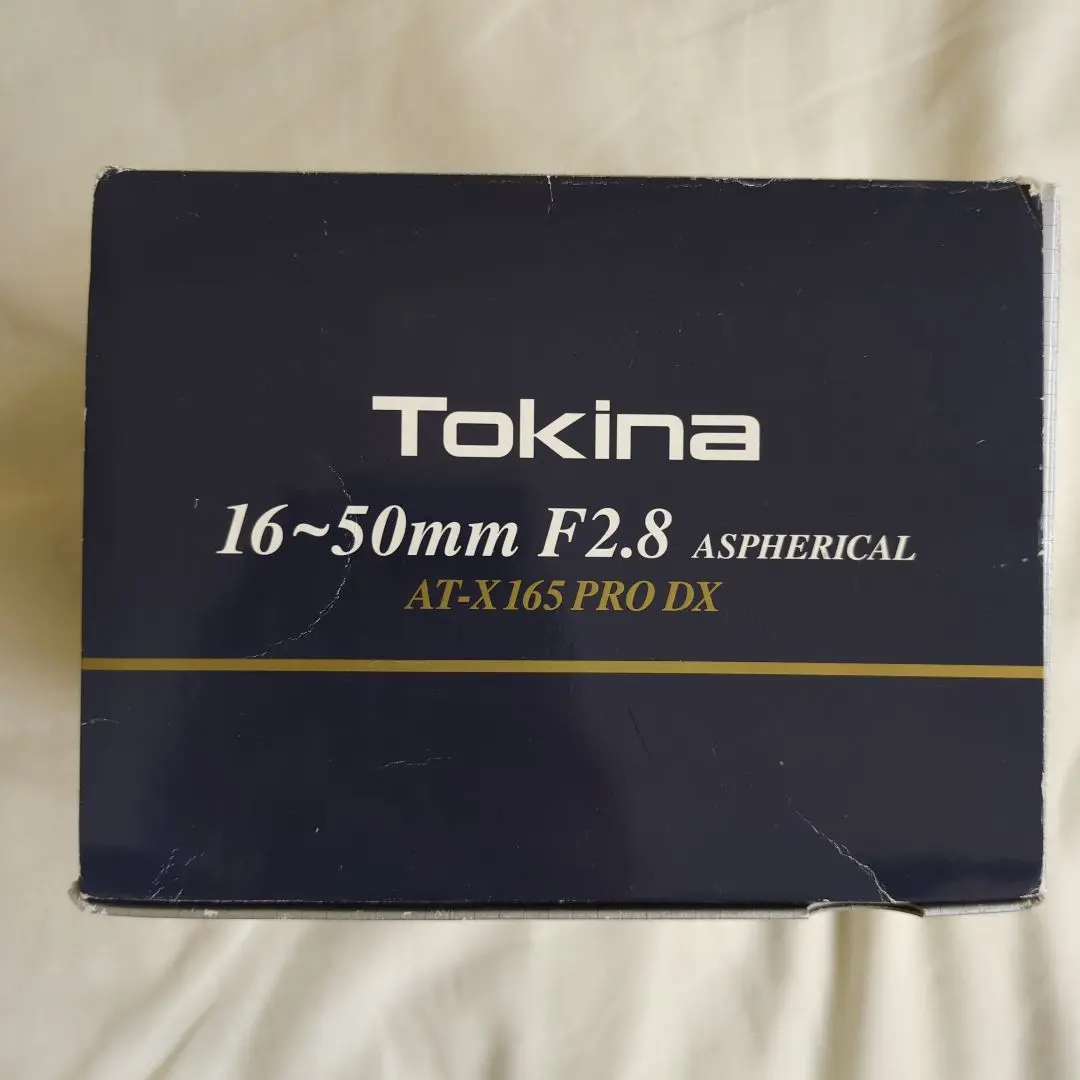 Tokina
16~50mm F2.8 ASPHERICAL
AT-X 165 PRO DX